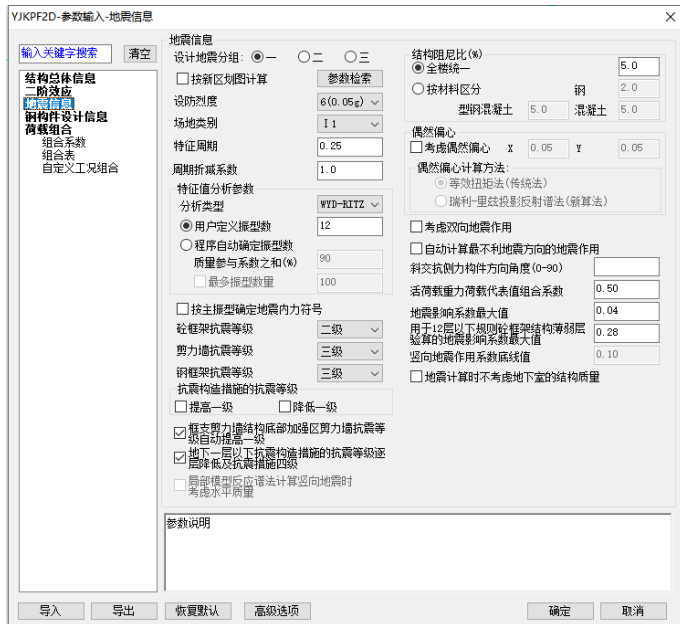 YJKPF2D-参数输入-地震信息
输入关键字搜索
清空
结构总体信息
二阶效应
地震信息
钢构件设计信息
荷载组合
组合系数
组合表
自定义工况组合
地震信息
设计地震分组: 一 二 三
按新区划图计算 参数检索
设防烈度 6(0.05g)
场地类别 I1
特征周期 0.25
周期折减系数 1.0
特征值分析参数
分析类型 WYD-RITZ
用户定义振型数 12
程序自动确定振型数
质量参与系数之和(%) 90
最多振型数量 100
按主振型确定地震内力符号
砼框架抗震等级 二级
剪力墙抗震等级 三级
钢框架抗震等级 三级
抗震构造措施的抗震等级
提高一级 降低一级
框支剪力墙结构底部加强区剪力墙抗震等
级自动提高一级
地下一层以下抗震构造措施的抗震等级逐
层降低及抗震措施四级
局部模型反应谱法计算竖向地震时
考虑水平质量
结构阻尼比(%)
全楼统一 5.0
按材料区分 钢 2.0
型钢混凝土 5.0 混凝土 5.0
偶然偏心
考虑偶然偏心 X 0.05 Y 0.05
偶然偏心计算方法:
等效扭矩法(传统法)
瑞利-里兹投影反射谱法(新算法)
考虑双向地震作用
自动计算最不利地震方向的地震作用
斜交抗侧力构件方向角度(0-90)
活荷载重力荷载代表值组合系数 0.50
地震影响系数最大值 0.04
用于12层以下规则砼框架结构薄弱层
验算的地震影响系数最大值 0.28
竖向地震作用系数底线值 0.10
地震计算时不考虑地下室的结构质量
参数说明
导入 导出 恢复默认 高级选项 确定 取消